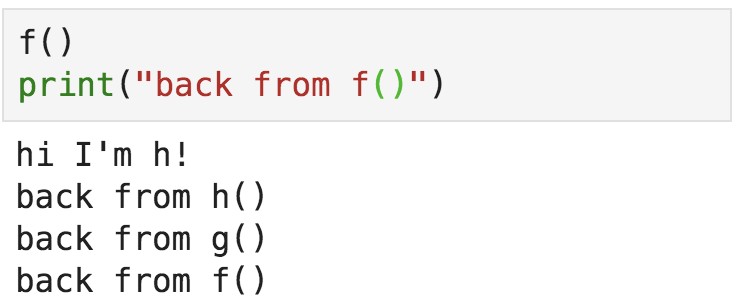 f()
print("back from f()")
hi I'm h!
back from h()
back from g()
back from f()